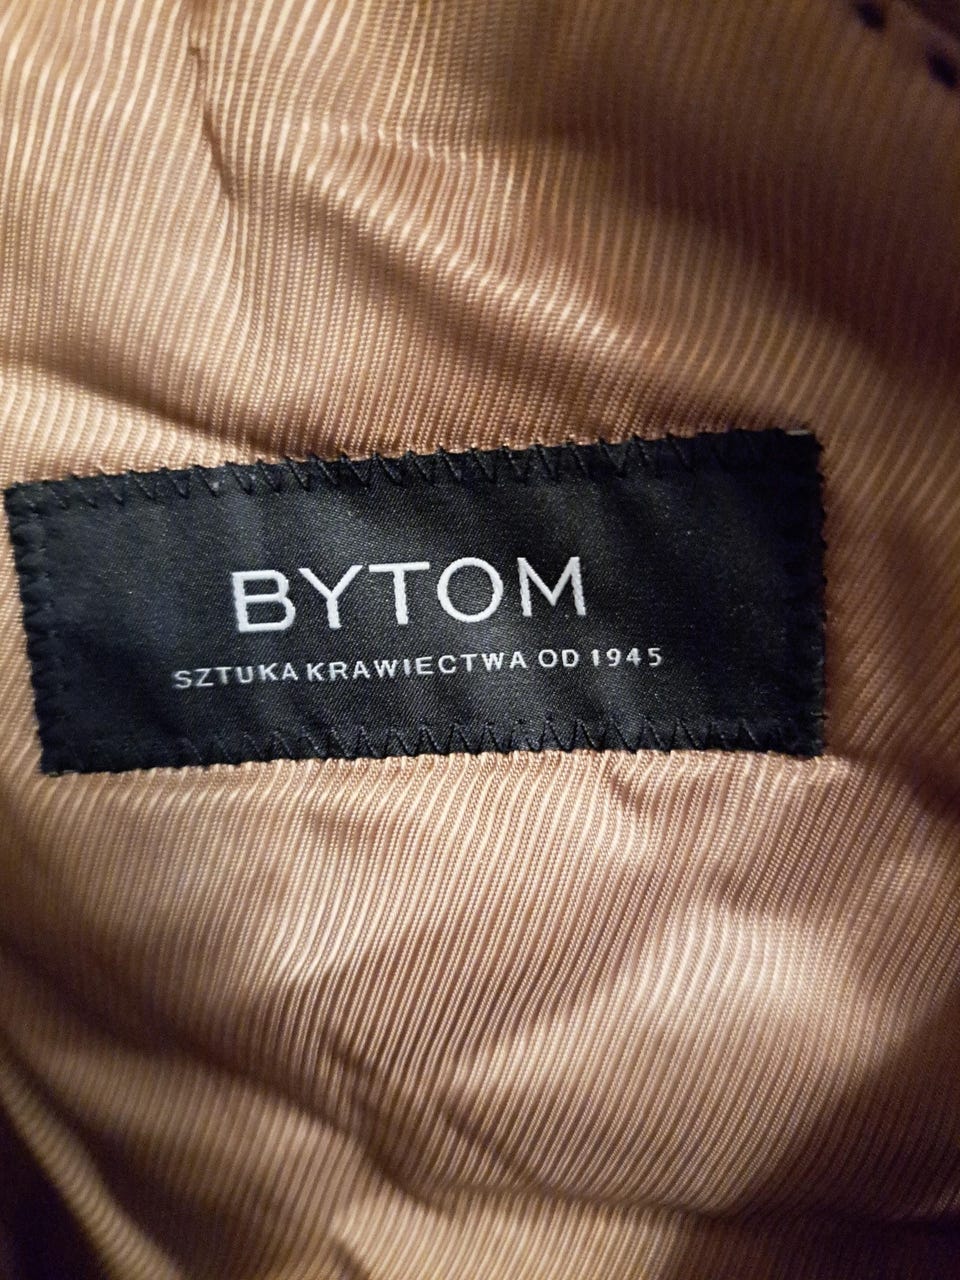 BYTOM
SZTUKA KRAWIECTWA OD 1945